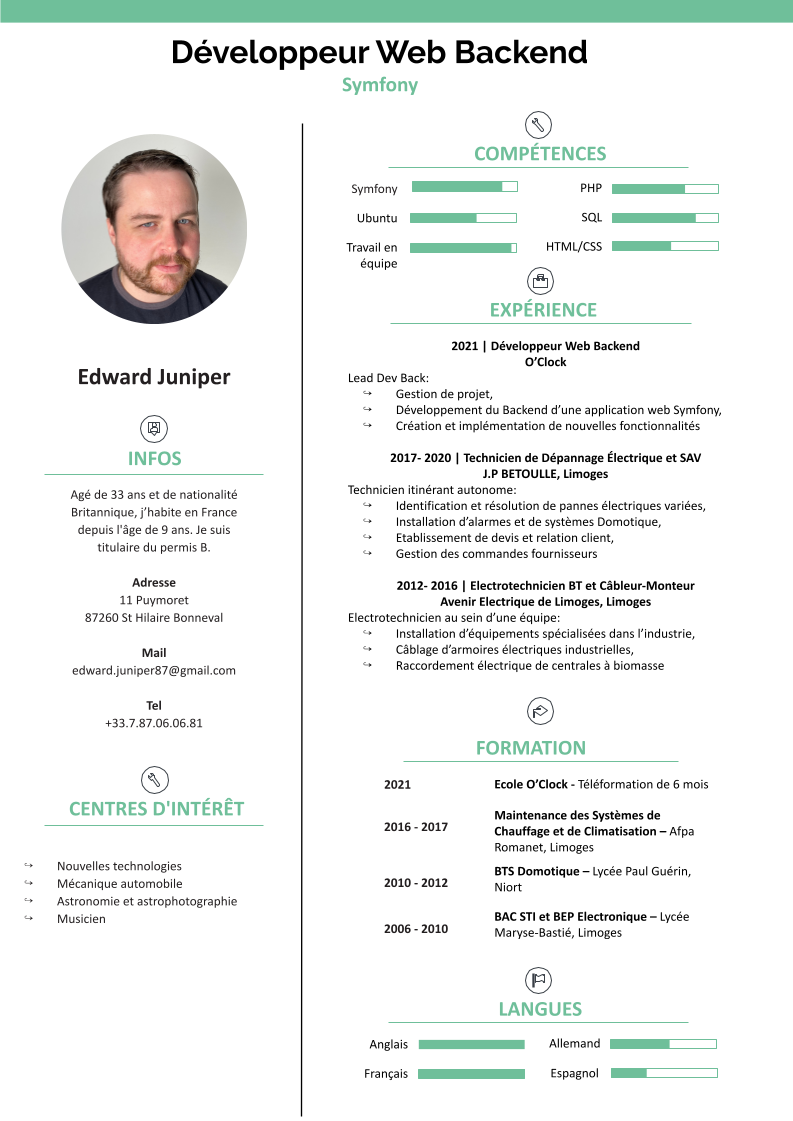 Développeur Web Backend
Symfony
Edward Juniper
INFOS
Agé de 33 ans et de nationalité
Britannique, j’habite en France
depuis l'âge de 9 ans. Je suis
titulaire du permis B.
Adresse
11 Puymoret
87260 St Hilaire Bonneval
Mail
edward.juniper87@gmail.com
Tel
+33.7.87.06.06.81
CENTRES D'INTÉRÊT
Nouvelles technologies
Mécanique automobile
Astronomie et astrophotographie
Musicien
COMPÉTENCES
Symfony
PHP
Ubuntu
SQL
Travail en
équipe
HTML/CSS
EXPÉRIENCE
2021 | Développeur Web Backend
O’Clock
Lead Dev Back:
Gestion de projet,
Développement du Backend d’une application web Symfony,
Création et implémentation de nouvelles fonctionnalités
2017- 2020 | Technicien de Dépannage Électrique et SAV
J.P BETOULLE, Limoges
Technicien itinérant autonome:
Identification et résolution de pannes électriques variées,
Installation d’alarmes et de systèmes Domotique,
Etablissement de devis et relation client,
Gestion des commandes fournisseurs
2012- 2016 | Electrotechnicien BT et Câbleur-Monteur
Avenir Electrique de Limoges, Limoges
Electrotechnicien au sein d’une équipe:
Installation d’équipements spécialisées dans l’industrie,
Câblage d’armoires électriques industrielles,
Raccordement électrique de centrales à biomasse
FORMATION
2021
Ecole O’Clock - Téléformation de 6 mois
2016 - 2017
Maintenance des Systèmes de
Chauffage et de Climatisation – Afpa
Romanet, Limoges
2010 - 2012
BTS Domotique – Lycée Paul Guérin,
Niort
2006 - 2010
BAC STI et BEP Electronique – Lycée
Maryse-Bastié, Limoges
LANGUES
Anglais
Allemand
Français
Espagnol